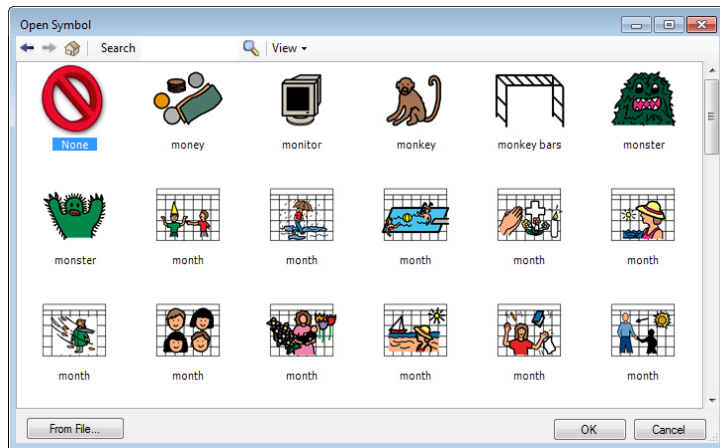 Open Symbol
Search
View
None
money
monitor
monkey
monkey bars
monster
monster
month
month
month
month
month
month
month
month
month
month
month
From File...
OK
Cancel